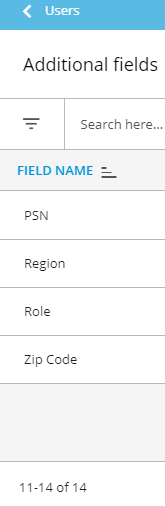 Users
Additional fields
Search here...
FIELD NAME
PSN
Region
Role
Zip Code
11-14 of 14